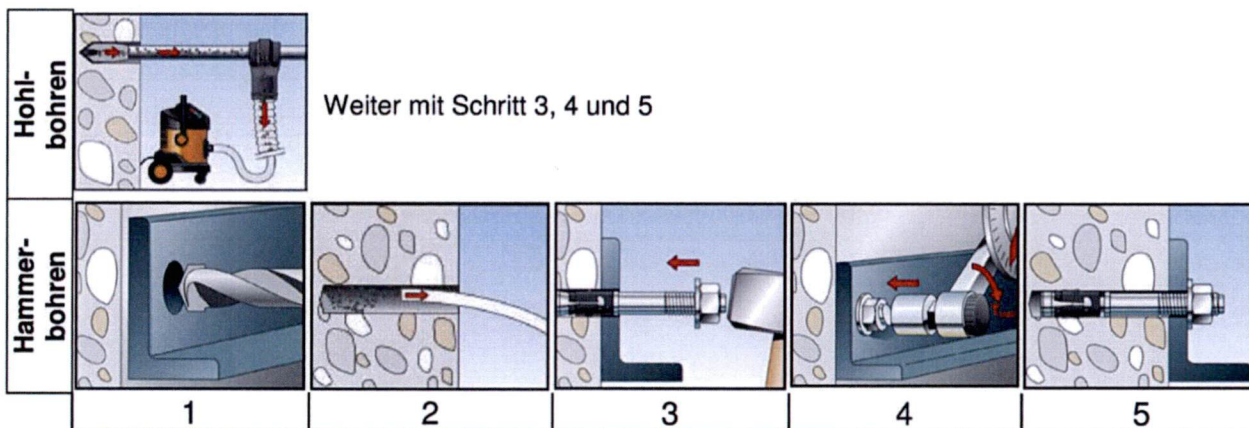 Hohl-
bohren
Weiter mit Schritt 3, 4 und 5
Hammer-
bohren
1
2
3
4
5